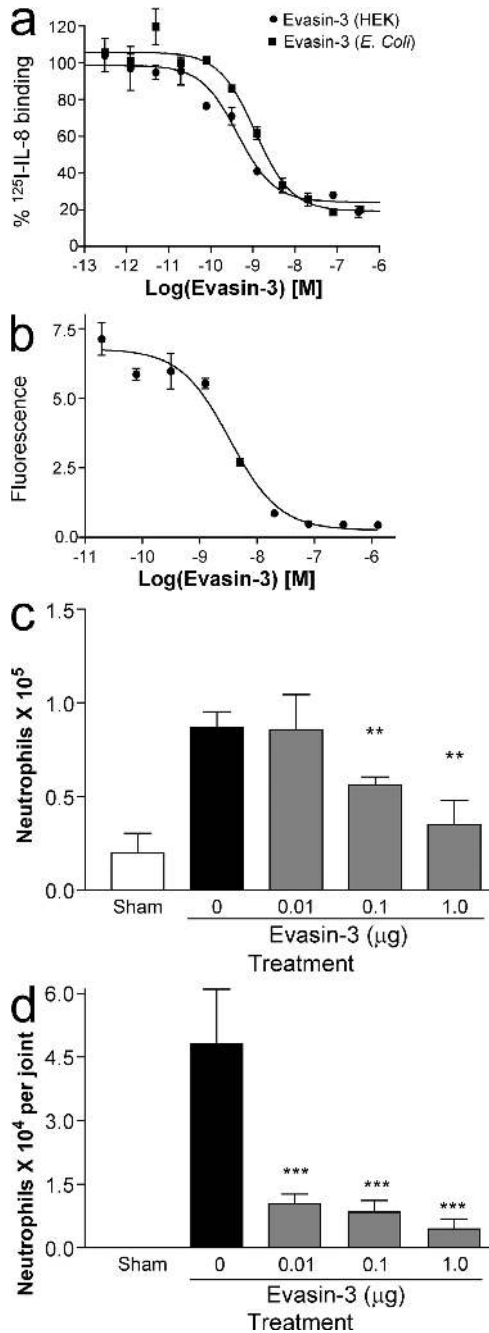 a
Evasin-3 (HEK)
Evasin-3 (E. Coli)
% ¹²⁵I-IL-8 binding
120
100
80
60
40
20
0
-13 -12 -11 -10 -9 -8 -7 -6
Log(Evasin-3) [M]
b
Fluorescence
7.5
5.0
2.5
0.0
-11 -10 -9 -8 -7 -6
Log(Evasin-3) [M]
c
Neutrophils X 10⁵
1.5
1.0
0.5
0.0
** **
Sham 0 0.01 0.1 1.0
Evasin-3 (μg)
Treatment
d
Neutrophils X 10⁴ per joint
6.0
4.5
3.0
1.5
0.0
*** *** ***
Sham 0 0.01 0.1 1.0
Evasin-3 (μg)
Treatment